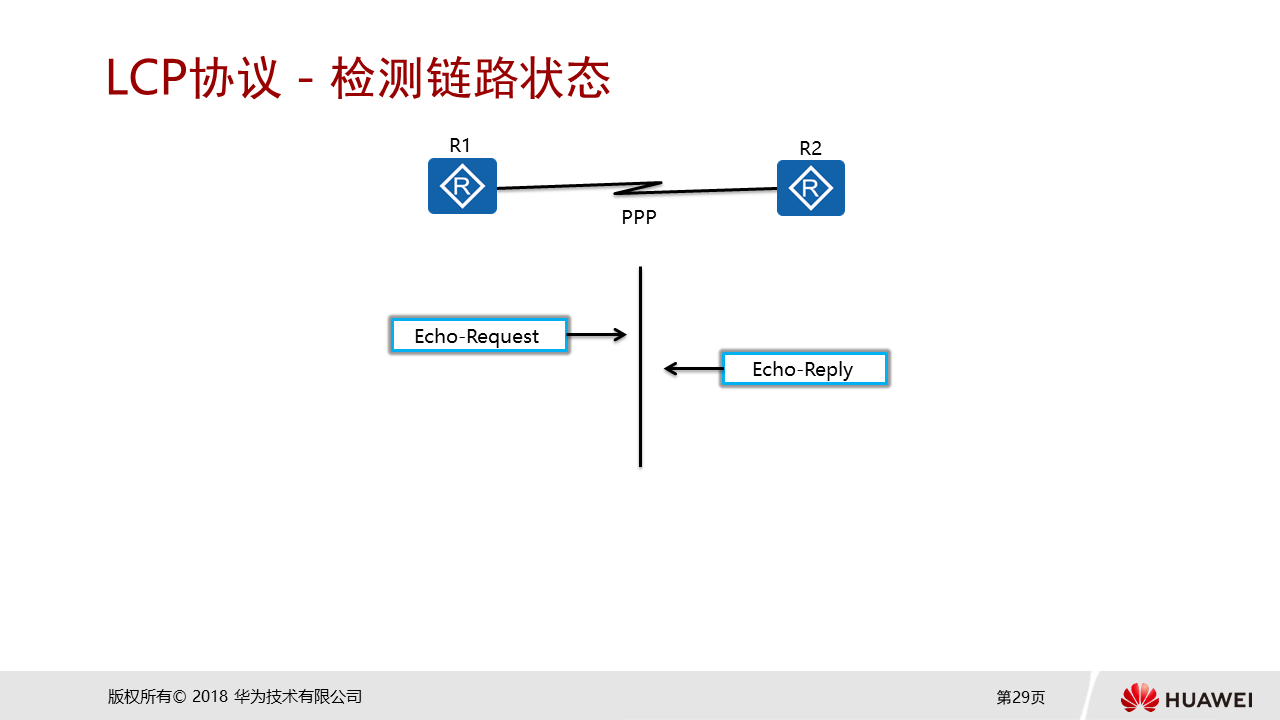 LCP协议 - 检测链路状态
R1
R2
R
R
PPP
Echo-Request
Echo-Reply
版权所有© 2018 华为技术有限公司
第29页
HUAWEI